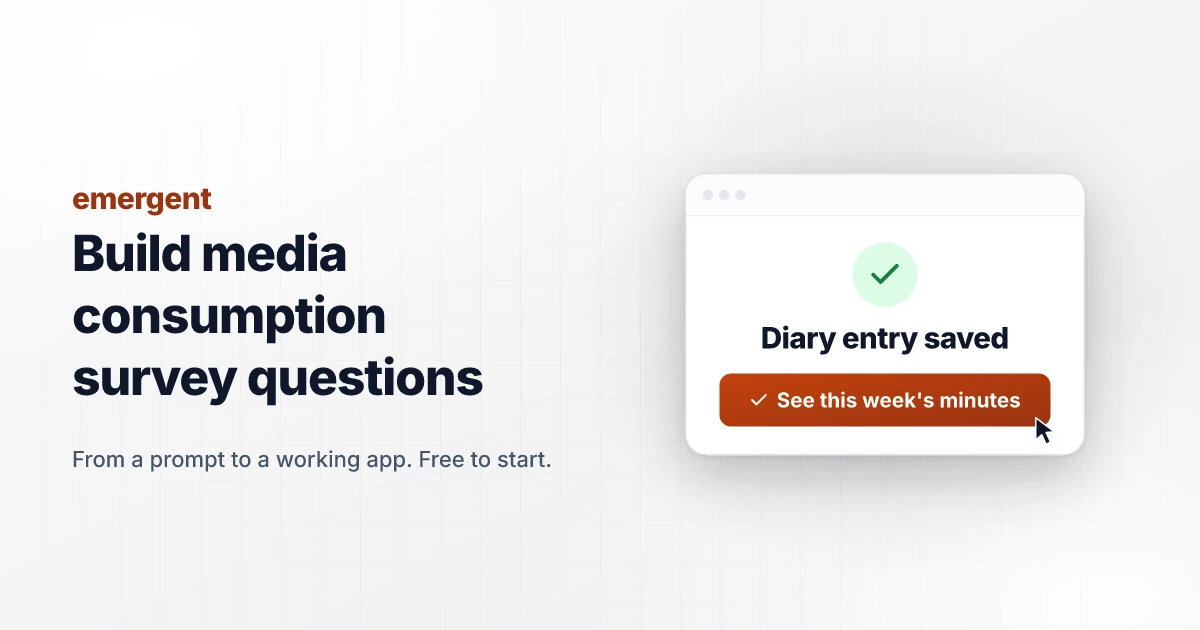 emergent
Build media
consumption
survey questions
From a prompt to a working app. Free to start.
Diary entry saved
See this week's minutes